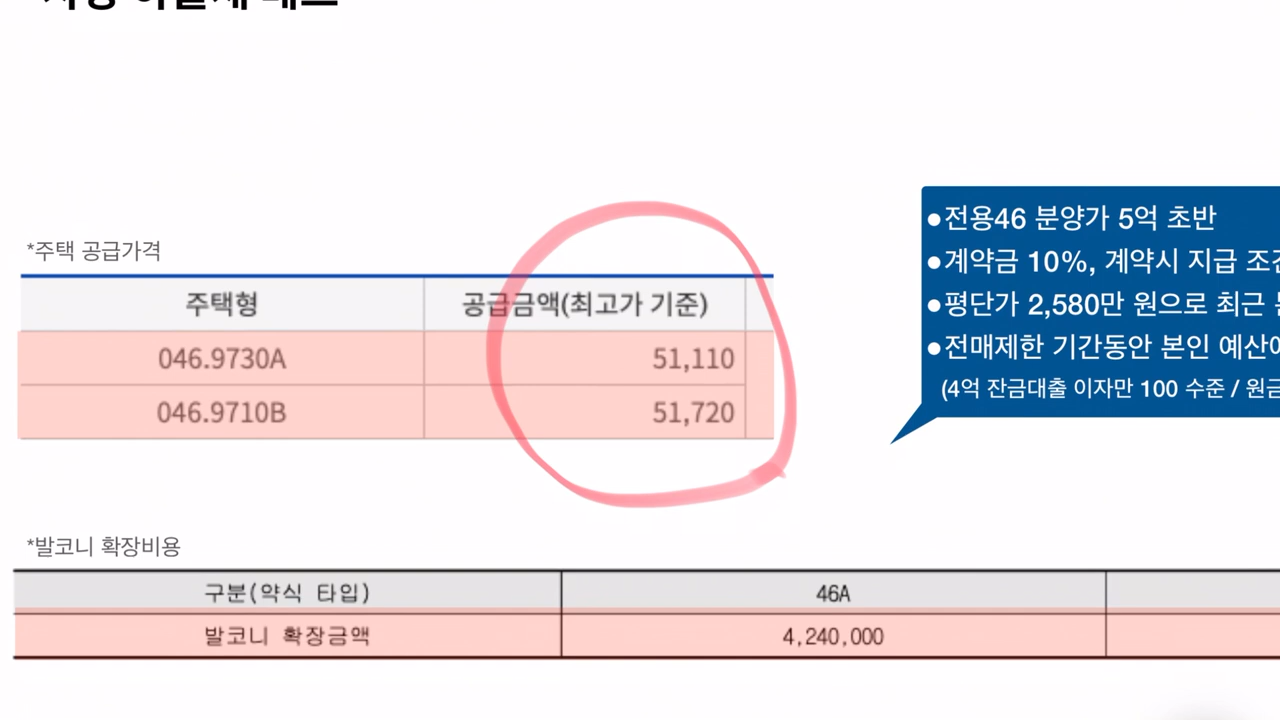 *주택 공급가격
주택형 공급금액(최고가 기준)
046.9730A 51,110
046.9710B 51,720
●전용46 분양가 5억 초반
●계약금 10%, 계약시 지급
●평단가 2,580만 원으로 최근
●전매제한 기간동안 본인
(4억 잔금대출 이자만 100 수준 /
*발코니 확장비용
구분(약식 타입) 46A
발코니 확장금액 4,240,000